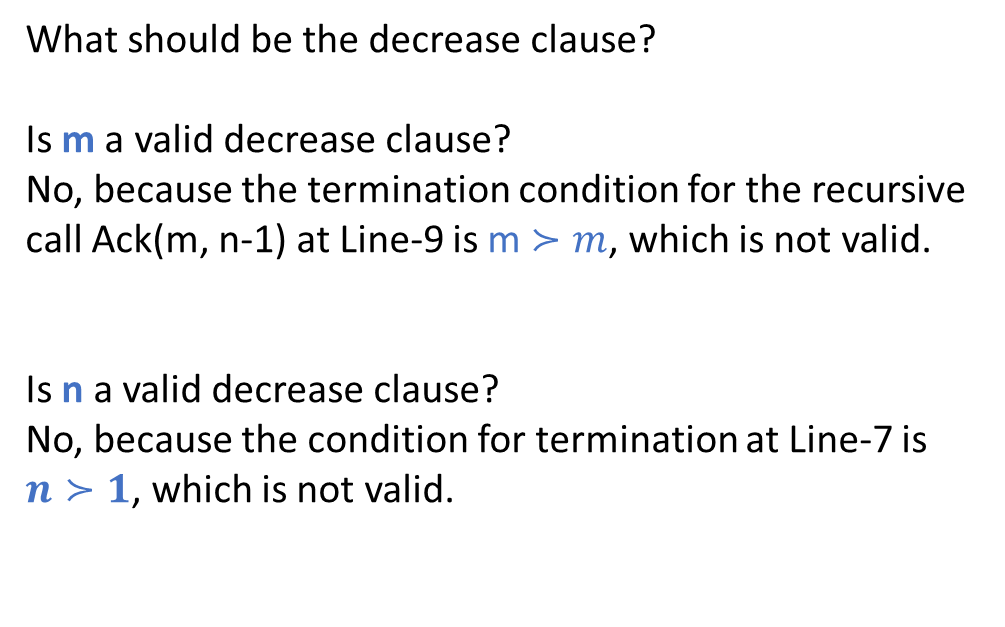 What should be the decrease clause?
Is m a valid decrease clause?
No, because the termination condition for the recursive
call Ack(m, n-1) at Line-9 is m ≻ m, which is not valid.
Is n a valid decrease clause?
No, because the condition for termination at Line-7 is
n ≻ 1, which is not valid.